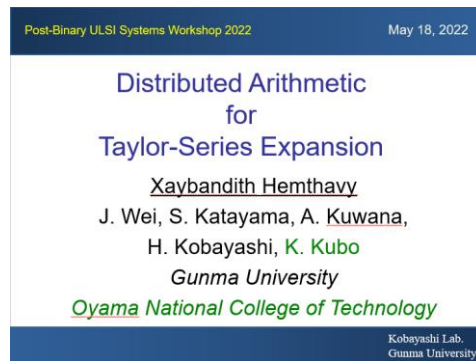 Post-Binary ULSI Systems Workshop 2022
May 18, 2022
Distributed Arithmetic
for
Taylor-Series Expansion
Xaybandith Hemthavy
J. Wei, S. Katayama, A. Kuwana,
H. Kobayashi, K. Kubo
Gunma University
Oyama National College of Technology
Kobayashi Lab.
Gunma University